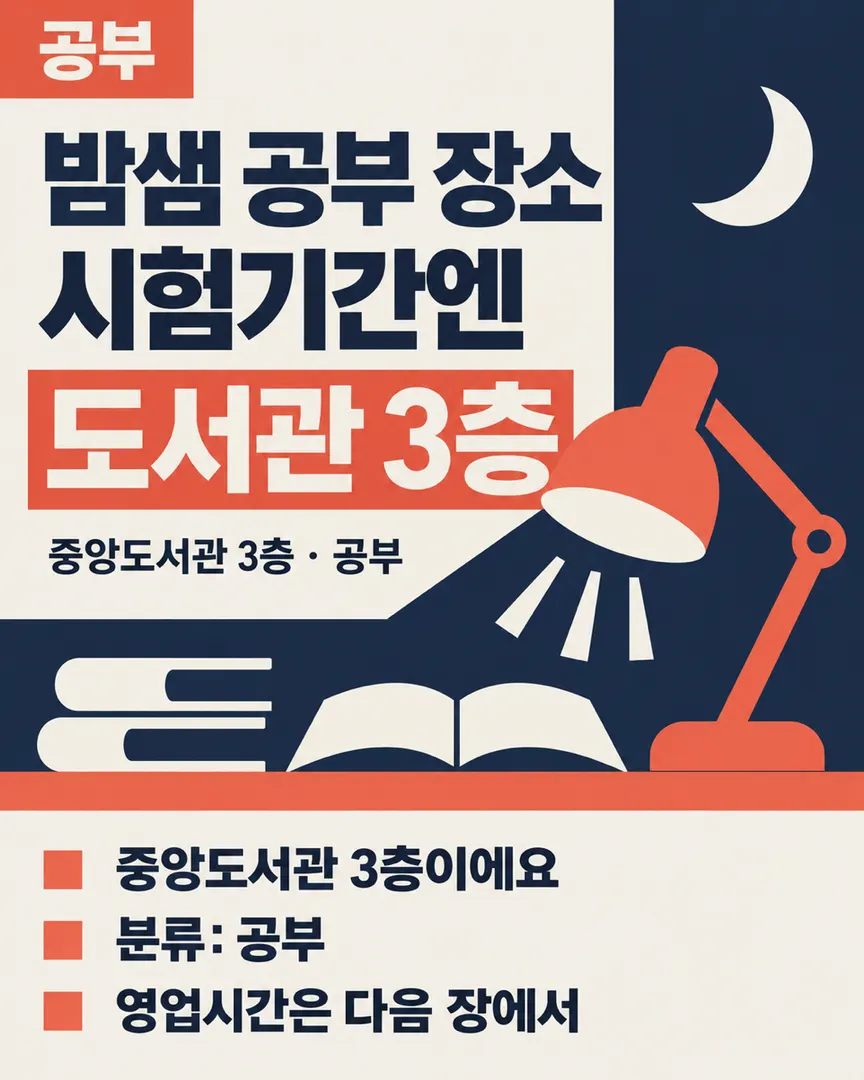 공부
밤샘 공부 장소
시험기간엔
도서관 3층
중앙도서관 3층 · 공부
중앙도서관 3층이에요
분류: 공부
영업시간은 다음 장에서